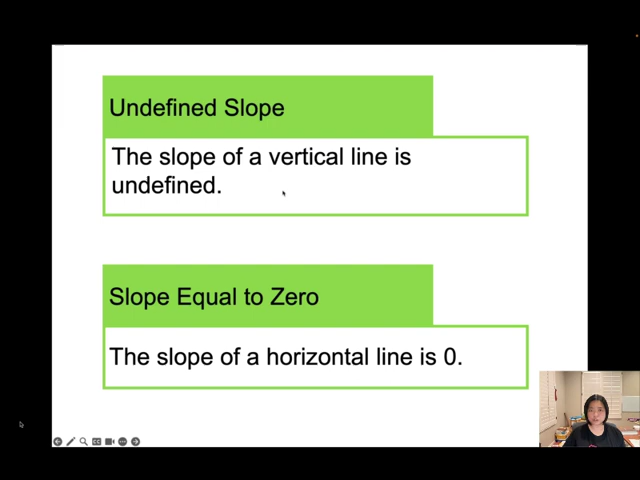 Undefined Slope
The slope of a vertical line is
undefined.
Slope Equal to Zero
The slope of a horizontal line is 0.